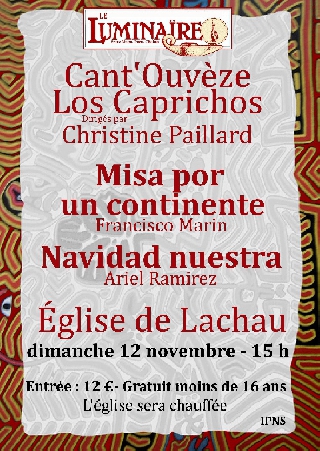 LE
LUMINAÏRE
Cant'Ouvèze
Los Caprichos
Dirigés par
Christine Paillard
Misa por
un continente
Francisco Marin
Navidad nuestra
Ariel Ramirez
Église de Lachau
dimanche 12 novembre - 15 h
Entrée : 12 €- Gratuit moins de 16 ans
L'église sera chauffée
IPNS